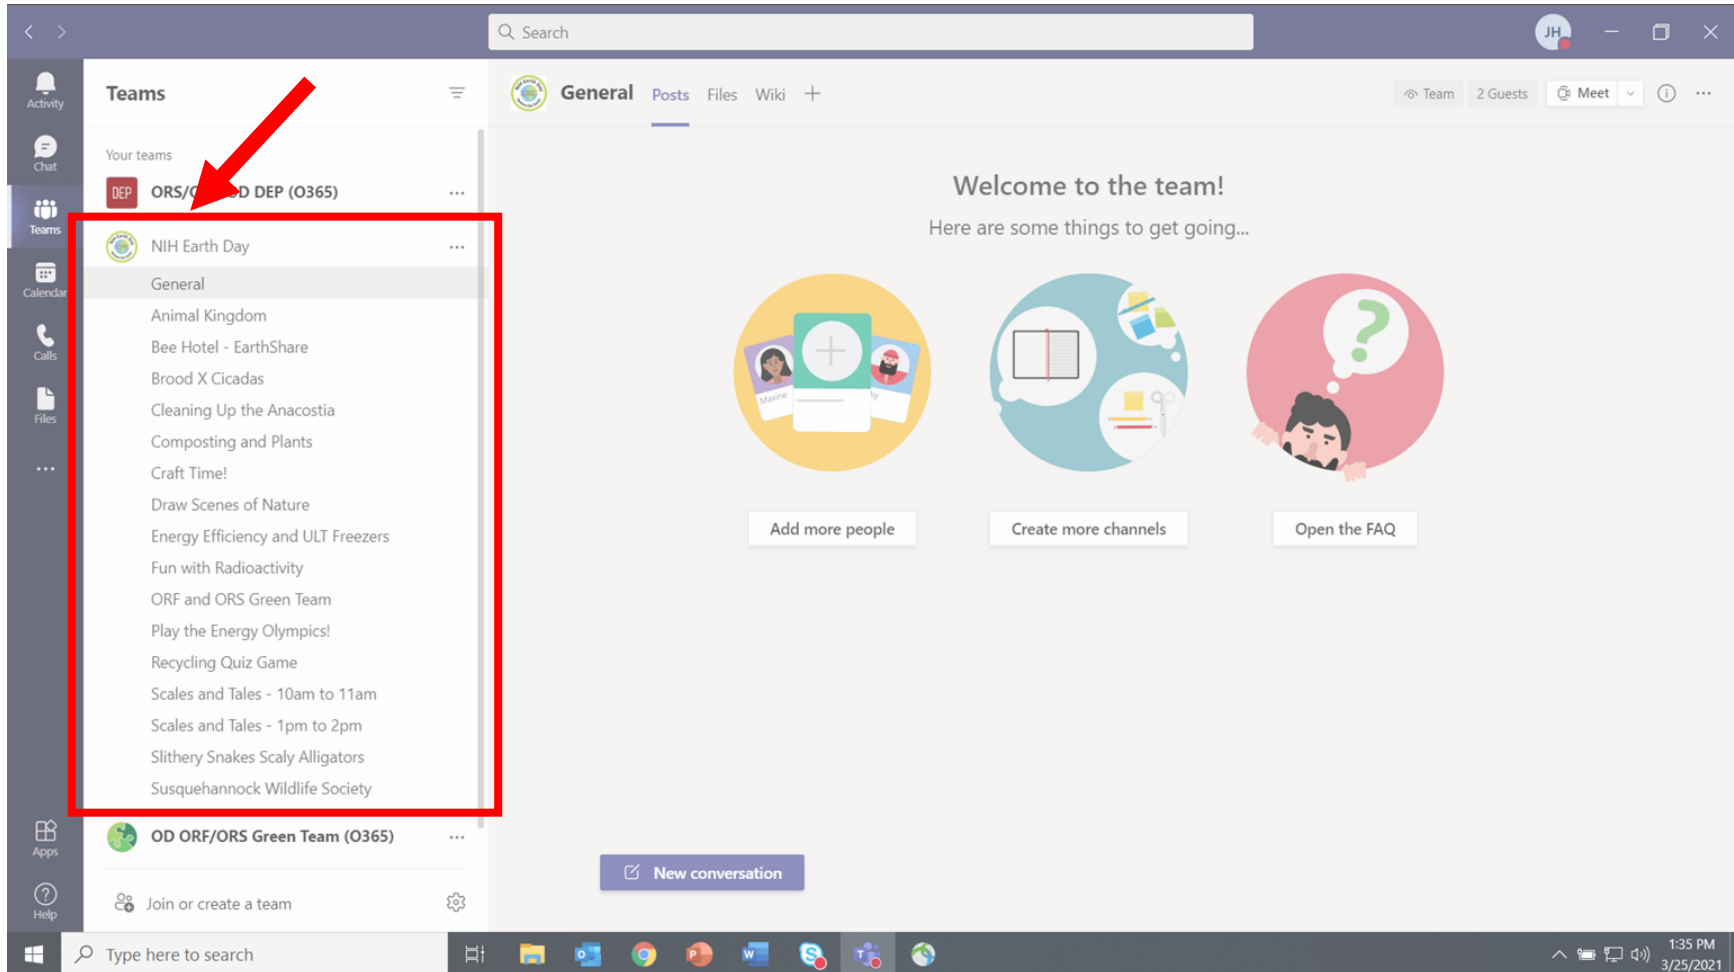 Search
JH
Activity
Chat
Teams
Calendar
Calls
Files
Apps
Help
Teams
Your teams
DEP
ORS/ OD DEP (O365)
NIH Earth Day
General
Animal Kingdom
Bee Hotel - EarthShare
Brood X Cicadas
Cleaning Up the Anacostia
Composting and Plants
Craft Time!
Draw Scenes of Nature
Energy Efficiency and ULT Freezers
Fun with Radioactivity
ORF and ORS Green Team
Play the Energy Olympics!
Recycling Quiz Game
Scales and Tales - 10am to 11am
Scales and Tales - 1pm to 2pm
Slithery Snakes Scaly Alligators
Susquehannock Wildlife Society
OD ORF/ORS Green Team (O365)
Join or create a team
General Posts Files Wiki
Team 2 Guests Meet
Welcome to the team!
Here are some things to get going...
Maxine
?
Add more people
Create more channels
Open the FAQ
New conversation
Type here to search
1:35 PM
3/25/2021